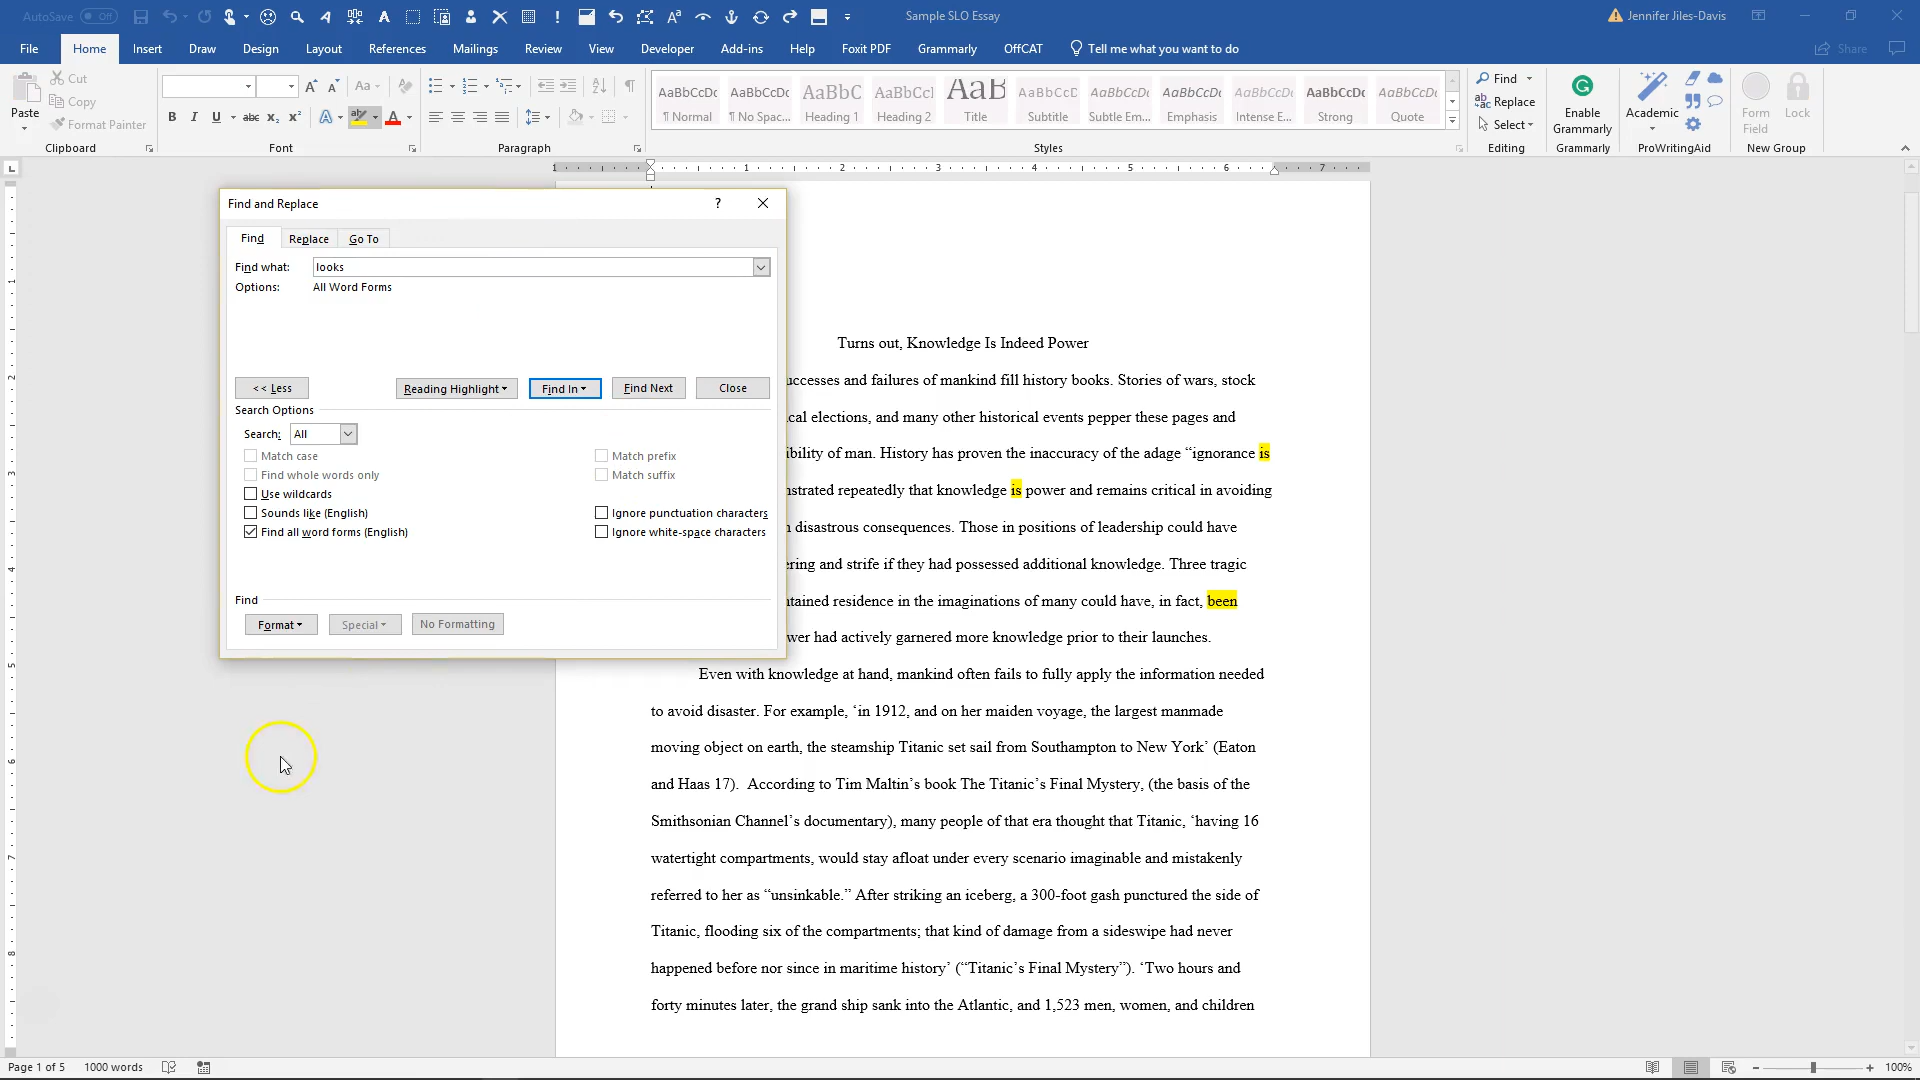 AutoSave Off
Sample SLO Essay
Jennifer Jiles-Davis
File Home Insert Draw Design Layout References Mailings Review View Developer Add-ins Help Foxit PDF Grammarly OffCAT Tell me what you want to do Share
Paste
Cut
Copy
Format Painter
Clipboard
Font
Paragraph
AaBbCcDc AaBbCcDc AaBbC AaBbCcI AaB AaBbCcD AaBbCcDı AaBbCcDı AaBbCcDı AaBbCcDc AaBbCcDı
¶ Normal ¶ No Spac... Heading 1 Heading 2 Title Subtitle Subtle Em... Emphasis Intense E... Strong Quote
Styles
Find
Replace
Select
Editing
Enable Grammarly
Grammarly
Academic
ProWritingAid
Form Field
Lock
New Group
1 1 2 3 4 5 6 7
Find and Replace ? 
Find Replace Go To
Find what: looks
Options: All Word Forms
<< Less Reading Highlight Find In Find Next Close
Search Options
Search: All
Match case Match prefix
Find whole words only Match suffix
Use wildcards
Sounds like (English) Ignore punctuation characters
Find all word forms (English) Ignore white-space characters
Find
Format Special No Formatting
Turns out, Knowledge Is Indeed Power
uccesses and failures of mankind fill history books. Stories of wars, stock
ical elections, and many other historical events pepper these pages and
ibility of man. History has proven the inaccuracy of the adage “ignorance is
nstrated repeatedly that knowledge is power and remains critical in avoiding
disastrous consequences. Those in positions of leadership could have
ering and strife if they had possessed additional knowledge. Three tragic
ntained residence in the imaginations of many could have, in fact, been
wer had actively garnered more knowledge prior to their launches.
Even with knowledge at hand, mankind often fails to fully apply the information needed
to avoid disaster. For example, ‘in 1912, and on her maiden voyage, the largest manmade
moving object on earth, the steamship Titanic set sail from Southampton to New York’ (Eaton
and Haas 17).  According to Tim Maltin’s book The Titanic’s Final Mystery, (the basis of the
Smithsonian Channel’s documentary), many people of that era thought that Titanic, ‘having 16
watertight compartments, would stay afloat under every scenario imaginable and mistakenly
referred to her as “unsinkable.” After striking an iceberg, a 300-foot gash punctured the side of
Titanic, flooding six of the compartments; that kind of damage from a sideswipe had never
happened before nor since in maritime history’ (“Titanic’s Final Mystery”). ‘Two hours and
forty minutes later, the grand ship sank into the Atlantic, and 1,523 men, women, and children
Page 1 of 5 1000 words 100%